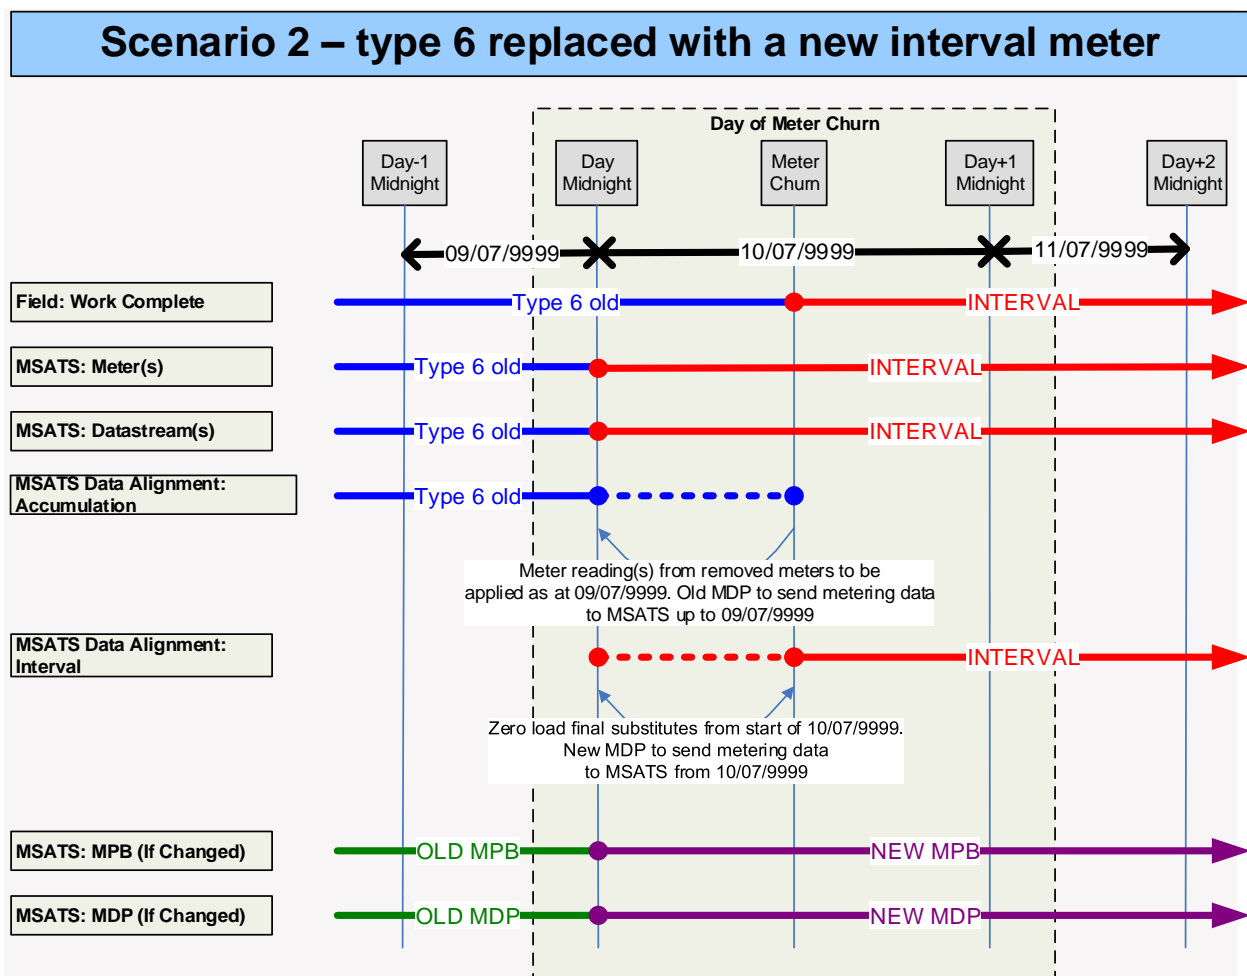 Scenario 2 – type 6 replaced with a new interval meter
Day of Meter Churn
Day-1
Midnight
Day
Midnight
Meter
Churn
Day+1
Midnight
Day+2
Midnight
09/07/9999
10/07/9999
11/07/9999
Field: Work Complete
Type 6 old
INTERVAL
MSATS: Meter(s)
Type 6 old
INTERVAL
MSATS: Datastream(s)
Type 6 old
INTERVAL
MSATS Data Alignment:
Accumulation
Type 6 old
Meter reading(s) from removed meters to be
applied as at 09/07/9999. Old MDP to send metering data
to MSATS up to 09/07/9999
MSATS Data Alignment:
Interval
INTERVAL
Zero load final substitutes from start of 10/07/9999.
New MDP to send metering data
to MSATS from 10/07/9999
MSATS: MPB (If Changed)
OLD MPB
NEW MPB
MSATS: MDP (If Changed)
OLD MDP
NEW MDP